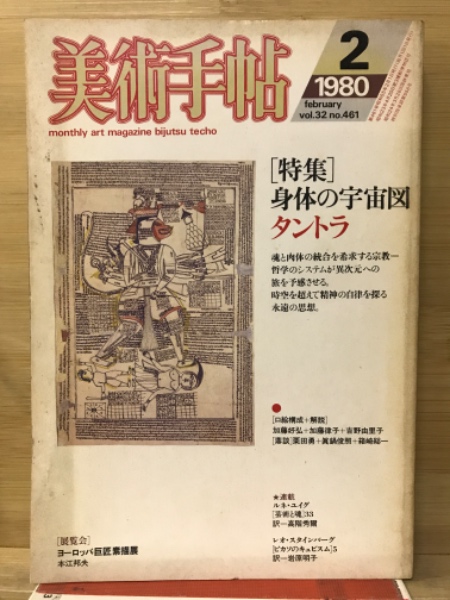 美術手帖
monthly art magazine bijutsu techo
2
1980
february
vol.32 no.461
[特集]
身体の宇宙図
タントラ
魂と肉体の統合を希求する宗教―
哲学のシステムが異次元への
旅を予感させる。
時空を超えて精神の自律を探る
永遠の思想。
[口絵構成+解説]
加藤好弘+加藤律子+吉野由里子
[座談]栗田勇+眞鍋俊照+箱崎総一
★連載
ルネ・ユイグ
[芸術と魂]33
訳―高階秀爾
レオ・スタインバーグ
[ピカソのキュビスム]5
訳―岩原明子
[展覧会]
ヨーロッパ巨匠素描展
本江邦夫